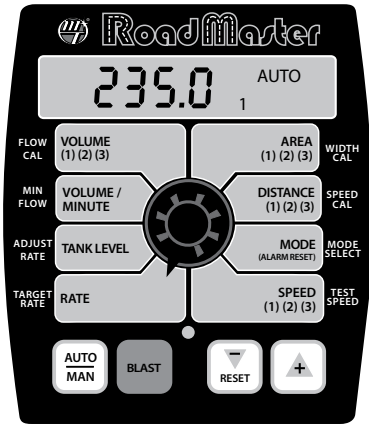 RoadMaster
235.0 AUTO
1
FLOW CAL
VOLUME
(1) (2) (3)
AREA
(1) (2) (3)
WIDTH CAL
MIN FLOW
VOLUME / MINUTE
DISTANCE
(1) (2) (3)
SPEED CAL
ADJUST RATE
TANK LEVEL
MODE
(ALARM RESET)
MODE SELECT
TARGET RATE
RATE
SPEED
(1) (2) (3)
TEST SPEED
AUTO
MAN
BLAST
−
RESET
+